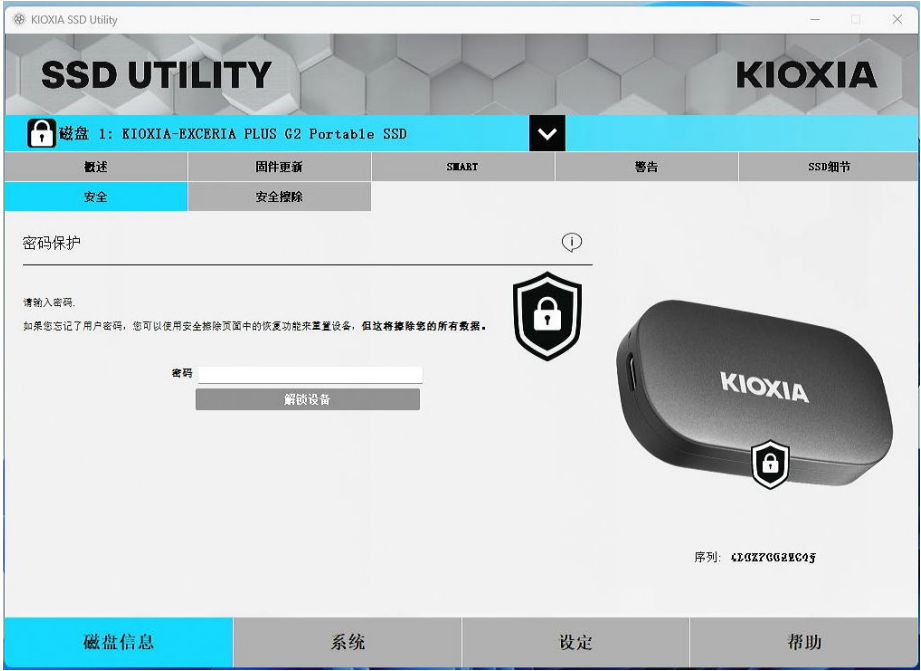 KIOXIA SSD Utility
SSD UTILITY
KIOXIA
磁盘 1: KIOXIA-EXCERIA PLUS G2 Portable SSD
概述 固件更新 SMART 警告 SSD细节
安全 安全擦除
密码保护
请输入密码.
如果您忘记了用户密码，您可以使用安全擦除页面中的恢复功能来重置设备，但这将擦除您的所有数据。
密码
解锁设备
KIOXIA
序列:
磁盘信息 系统 设定 帮助